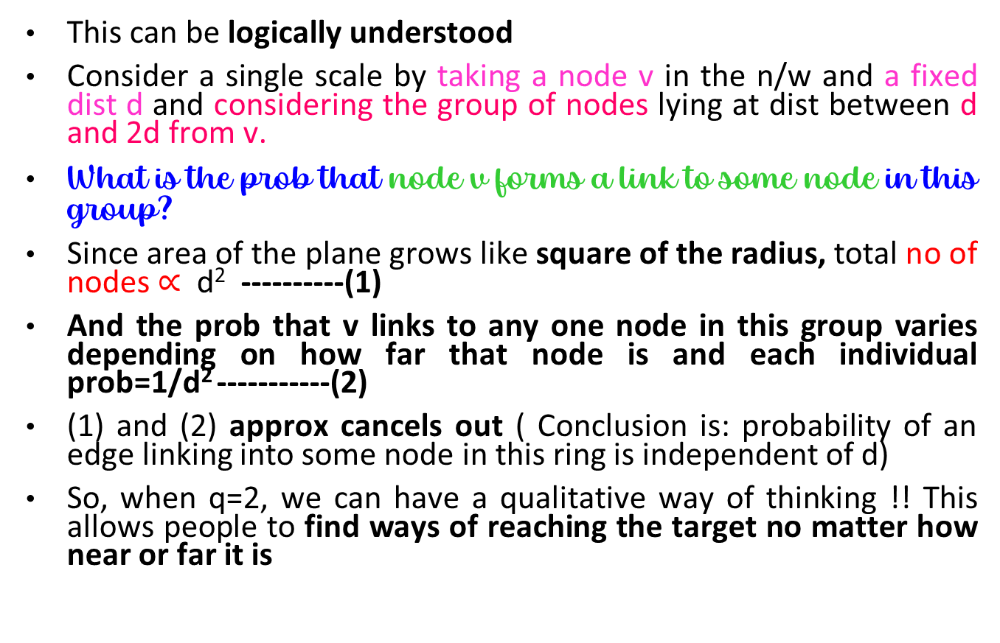 • This can be logically understood
• Consider a single scale by taking a node v in the n/w and a fixed
dist d and considering the group of nodes lying at dist between d
and 2d from v.
• What is the prob that node v forms a link to some node in this
group?
• Since area of the plane grows like square of the radius, total no of
nodes ∝ d² ----------(1)
• And the prob that v links to any one node in this group varies
depending on how far that node is and each individual
prob=1/d² -----------(2)
• (1) and (2) approx cancels out ( Conclusion is: probability of an
edge linking into some node in this ring is independent of d)
• So, when q=2, we can have a qualitative way of thinking !! This
allows people to find ways of reaching the target no matter how
near or far it is